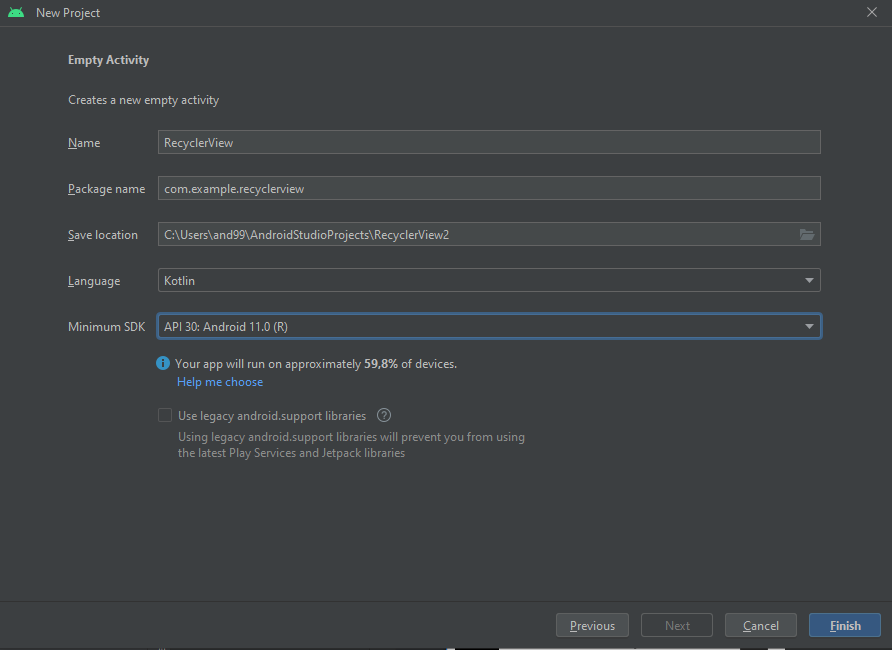 New Project
Empty Activity
Creates a new empty activity
Name RecyclerView
Package name com.example.recyclerview
Save location C:\Users\and99\AndroidStudioProjects\RecyclerView2
Language Kotlin
Minimum SDK API 30: Android 11.0 (R)
i Your app will run on approximately 59,8% of devices.
Help me choose
Use legacy android.support libraries ?
Using legacy android.support libraries will prevent you from using
the latest Play Services and Jetpack libraries
Previous Next Cancel Finish